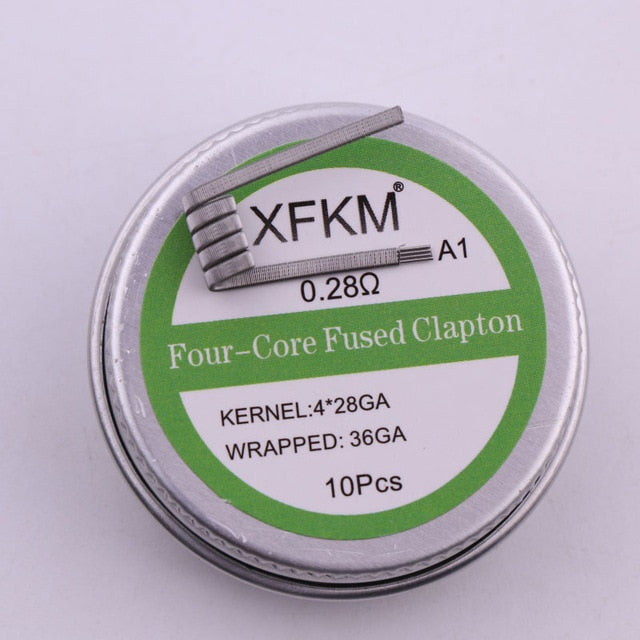 XFKM®
A1
0.28Ω
Four-Core Fused Clapton
KERNEL:4*28GA
WRAPPED: 36GA
10Pcs